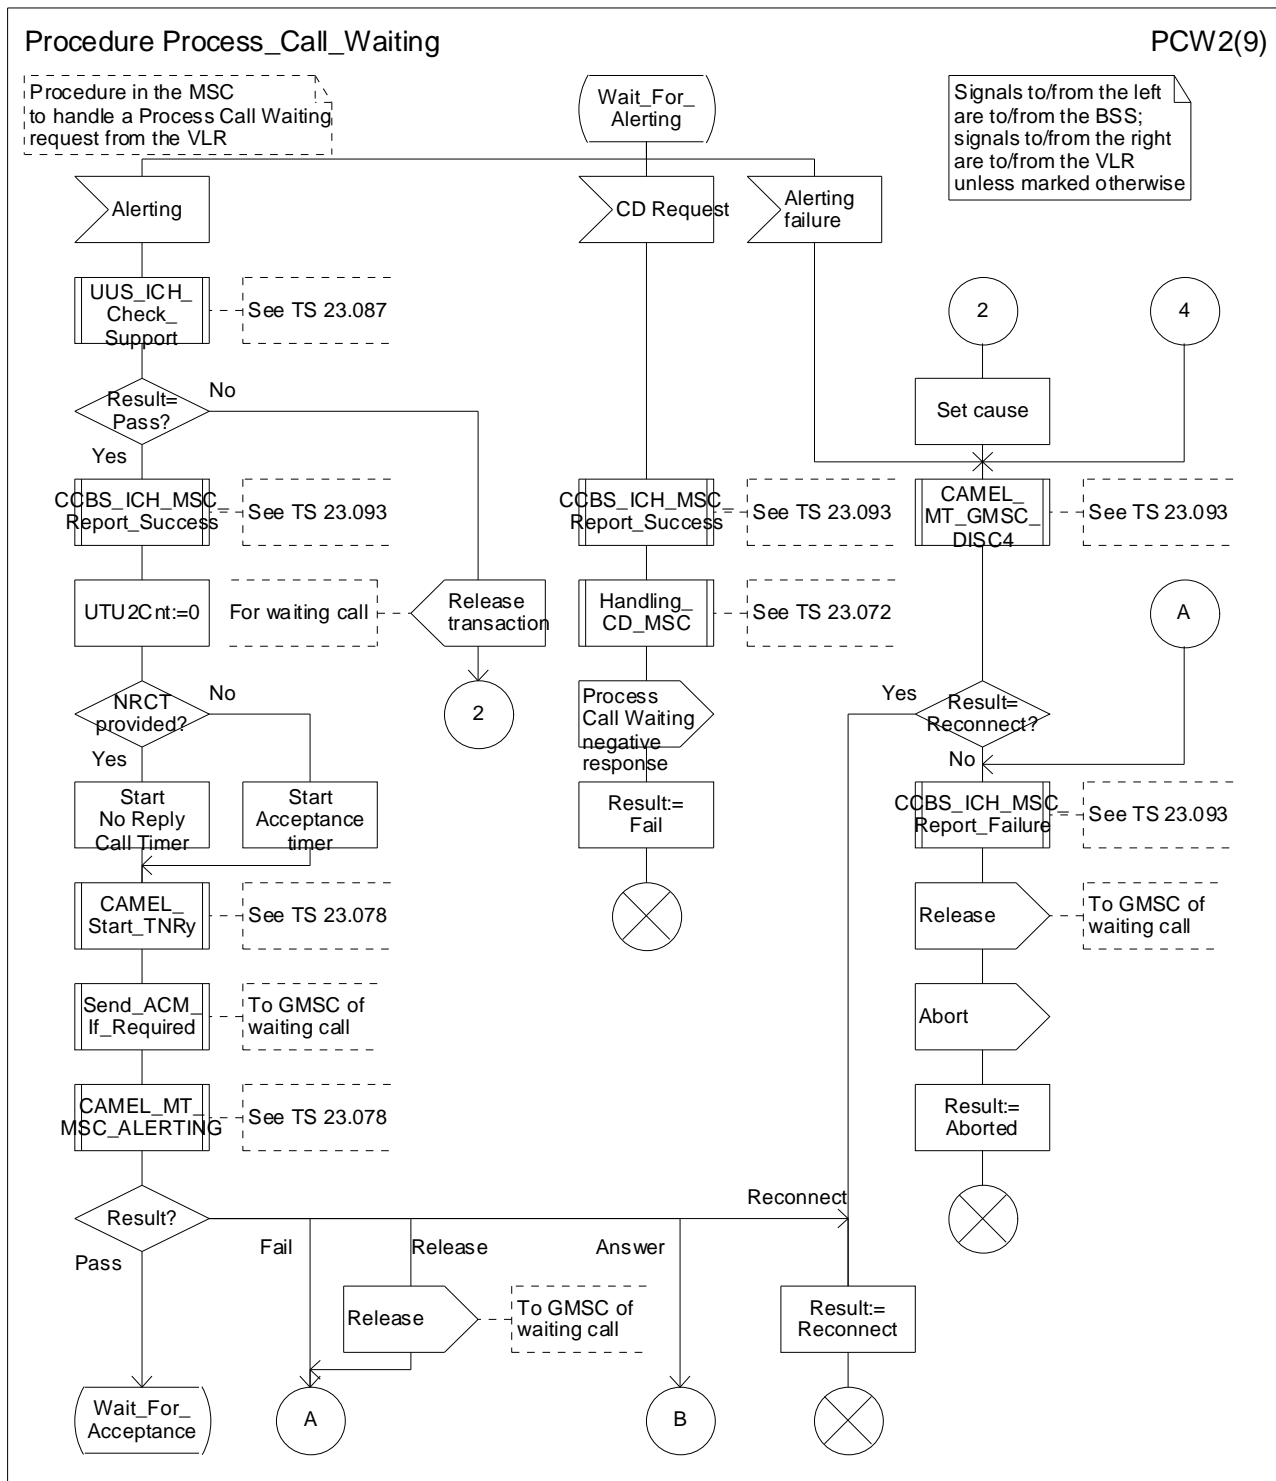 Procedure Process_Call_Waiting
PCW2(9)
Procedure in the MSC
to handle a Process Call Waiting
request from the VLR
Wait_For_
Alerting
Signals to/from the left
are to/from the BSS;
signals to/from the right
are to/from the VLR
unless marked otherwise
Alerting
CD Request
Alerting
failure
UUS_ICH_
Check_
Support
See TS 23.087
2
4
Result=
Pass?
No
Yes
Set cause
CCBS_ICH_MSC_
Report_Success
See TS 23.093
CCBS_ICH_MSC_
Report_Success
See TS 23.093
CAMEL_
MT_GMSC_
DISC4
See TS 23.093
UTU2Cnt:=0
For waiting call
Release
transaction
Handling_
CD_MSC
See TS 23.072
A
NRCT
provided?
No
Yes
2
Process
Call Waiting
negative
response
Yes
Result=
Reconnect?
No
Start
No Reply
Call Timer
Start
Acceptance
timer
Result:=
Fail
CCBS_ICH_MSC_
Report_Failure
See TS 23.093
CAMEL_
Start_TNRy
See TS 23.078
Release
To GMSC of
waiting call
Send_ACM_
If_Required
To GMSC of
waiting call
Abort
CAMEL_MT_
MSC_ALERTING
See TS 23.078
Result:=
Aborted
Result?
Reconnect
Pass
Fail
Release
Answer
Release
To GMSC of
waiting call
Result:=
Reconnect
Wait_For_
Acceptance
A
B